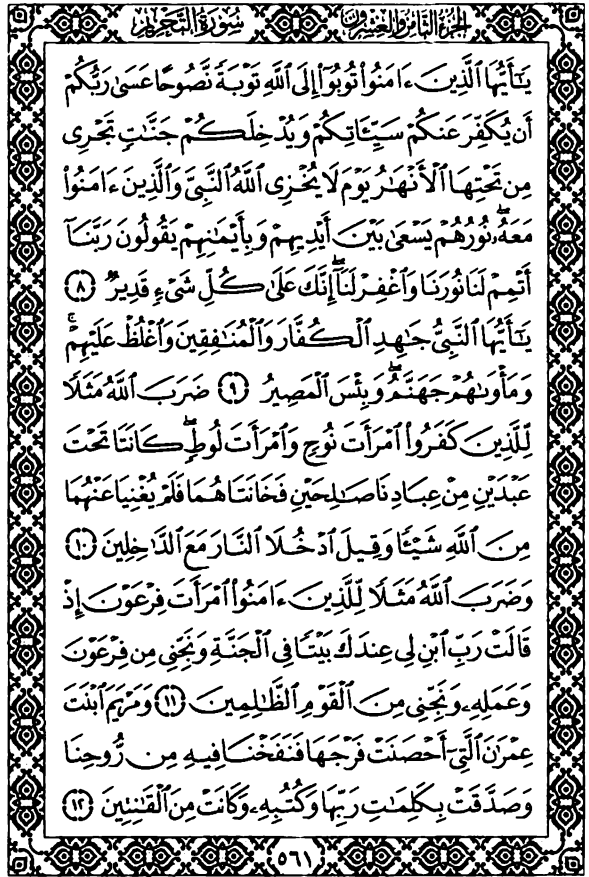 الجزء الثامن والعشرون سورة التحريم
يَـٰٓأَيُّهَا ٱلَّذِينَ ءَامَنُوا۟ تُوبُوٓا۟ إِلَى ٱللَّهِ تَوْبَةً نَّصُوحًا عَسَىٰ رَبُّكُمْ
أَن يُكَفِّرَ عَنكُمْ سَيِّـَٔاتِكُمْ وَيُدْخِلَكُمْ جَنَّـٰتٍ تَجْرِى
مِن تَحْتِهَا ٱلْأَنْهَـٰرُ يَوْمَ لَا يُخْزِى ٱللَّهُ ٱلنَّبِىَّ وَٱلَّذِينَ ءَامَنُوا۟
مَعَهُۥ ۖ نُورُهُمْ يَسْعَىٰ بَيْنَ أَيْدِيهِمْ وَبِأَيْمَـٰنِهِمْ يَقُولُونَ رَبَّنَآ
أَتْمِمْ لَنَا نُورَنَا وَٱغْفِرْ لَنَآ ۖ إِنَّكَ عَلَىٰ كُلِّ شَىْءٍ قَدِيرٌ ٨
يَـٰٓأَيُّهَا ٱلنَّبِىُّ جَـٰهِدِ ٱلْكُفَّارَ وَٱلْمُنَـٰفِقِينَ وَٱغْلُظْ عَلَيْهِمْ ۚ
وَمَأْوَىٰهُمْ جَهَنَّمُ ۖ وَبِئْسَ ٱلْمَصِيرُ ٩ ضَرَبَ ٱللَّهُ مَثَلًا
لِّلَّذِينَ كَفَرُوا۟ ٱمْرَأَتَ نُوحٍ وَٱمْرَأَتَ لُوطٍ ۖ كَانَتَا تَحْتَ
عَبْدَيْنِ مِنْ عِبَادِنَا صَـٰلِحَيْنِ فَخَانَتَاهُمَا فَلَمْ يُغْنِيَا عَنْهُمَا
مِنَ ٱللَّهِ شَيْـًٔا وَقِيلَ ٱدْخُلَا ٱلنَّارَ مَعَ ٱلدَّٰخِلِينَ ١٠
وَضَرَبَ ٱللَّهُ مَثَلًا لِّلَّذِينَ ءَامَنُوا۟ ٱمْرَأَتَ فِرْعَوْنَ إِذْ
قَالَتْ رَبِّ ٱبْنِ لِى عِندَكَ بَيْتًا فِى ٱلْجَنَّةِ وَنَجِّنِى مِن فِرْعَوْنَ
وَعَمَلِهِۦ وَنَجِّنِى مِنَ ٱلْقَوْمِ ٱلظَّـٰلِمِينَ ١١ وَمَرْيَمَ ٱبْنَتَ
عِمْرَٰنَ ٱلَّتِىٓ أَحْصَنَتْ فَرْجَهَا فَنَفَخْنَا فِيهِ مِن رُّوحِنَا
وَصَدَّقَتْ بِكَلِمَـٰتِ رَبِّهَا وَكُتُبِهِۦ وَكَانَتْ مِنَ ٱلْقَـٰنِتِينَ ١٢
٥٦١